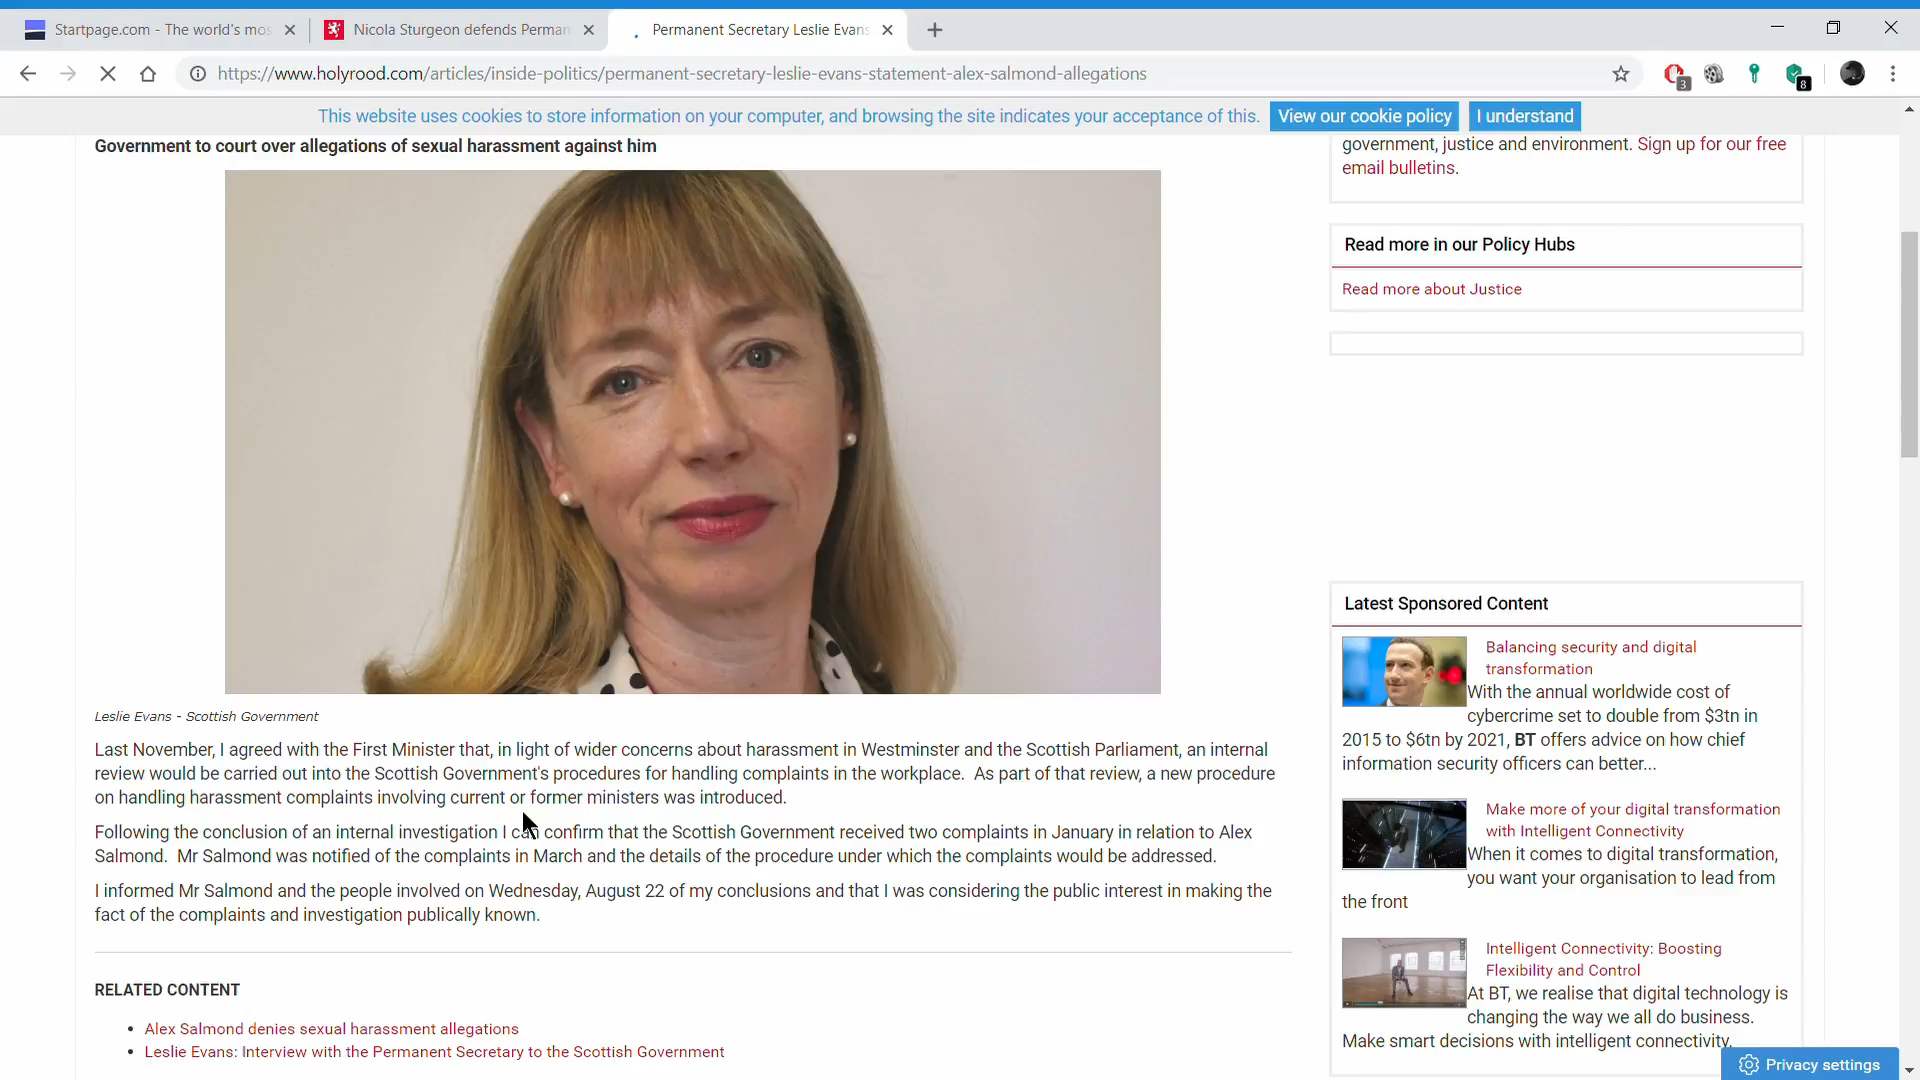 Startpage.com - The world's mos
Nicola Sturgeon defends Perman
Permanent Secretary Leslie Evans
https://www.holyrood.com/articles/inside-politics/permanent-secretary-leslie-evans-statement-alex-salmond-allegations
3
8
This website uses cookies to store information on your computer, and browsing the site indicates your acceptance of this.
View our cookie policy
I understand
Government to court over allegations of sexual harassment against him
Leslie Evans - Scottish Government
Last November, I agreed with the First Minister that, in light of wider concerns about harassment in Westminster and the Scottish Parliament, an internal
review would be carried out into the Scottish Government's procedures for handling complaints in the workplace.  As part of that review, a new procedure
on handling harassment complaints involving current or former ministers was introduced.
Following the conclusion of an internal investigation I can confirm that the Scottish Government received two complaints in January in relation to Alex
Salmond.  Mr Salmond was notified of the complaints in March and the details of the procedure under which the complaints would be addressed.
I informed Mr Salmond and the people involved on Wednesday, August 22 of my conclusions and that I was considering the public interest in making the
fact of the complaints and investigation publically known.
RELATED CONTENT
• Alex Salmond denies sexual harassment allegations
• Leslie Evans: Interview with the Permanent Secretary to the Scottish Government
government, justice and environment. Sign up for our free
email bulletins.
Read more in our Policy Hubs
Read more about Justice
Latest Sponsored Content
Balancing security and digital
transformation
With the annual worldwide cost of
cybercrime set to double from $3tn in
2015 to $6tn by 2021, BT offers advice on how chief
information security officers can better...
Make more of your digital transformation
with Intelligent Connectivity
When it comes to digital transformation,
you want your organisation to lead from
the front
Intelligent Connectivity: Boosting
Flexibility and Control
At BT, we realise that digital technology is
changing the way we all do business.
Make smart decisions with intelligent connectivity.
Privacy settings